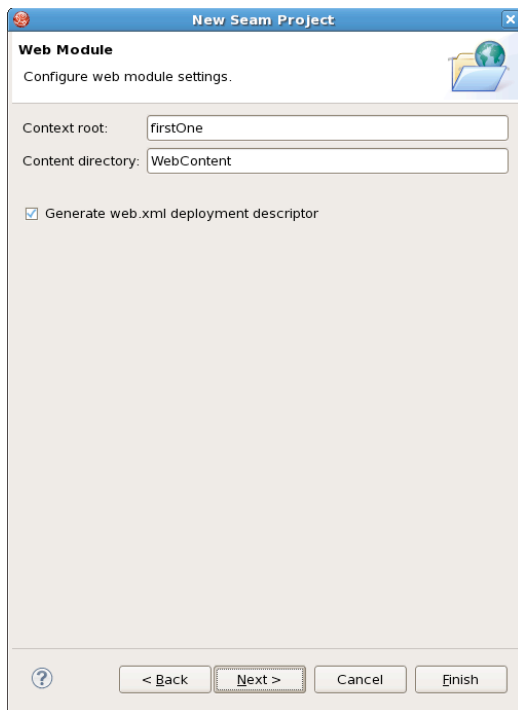 New Seam Project
Web Module
Configure web module settings.
Context root: firstOne
Content directory: WebContent
Generate web.xml deployment descriptor
? < Back Next > Cancel Finish